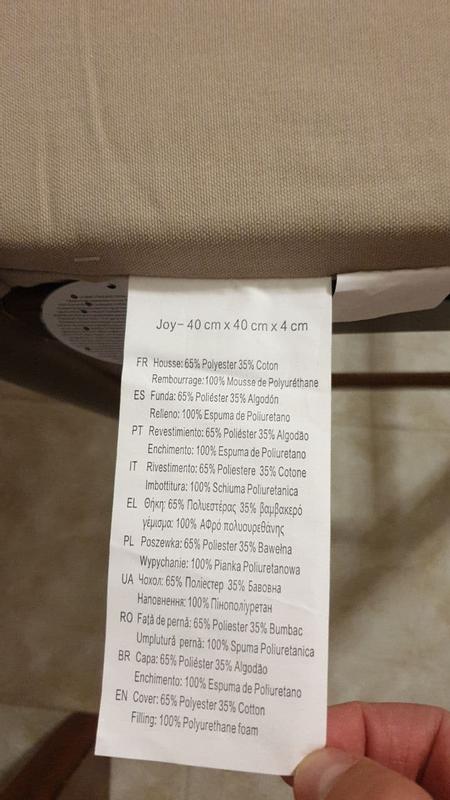 Joy- 40 cm x 40 cm x 4 cm
FR Housse: 65% Polyester 35% Coton
Rembourrage: 100% Mousse de Polyuréthane
ES Funda: 65% Poliéster 35% Algodón
Relleno: 100% Espuma de Poliuretano
PT Revestimiento: 65% Poliéster 35% Algodão
Enchimento: 100% Espuma de Poliuretano
IT Rivestimento: 65% Poliestere 35% Cotone
Imbottitura: 100% Schiuma Poliuretanica
EL Θήκη: 65% Πολυεστέρας 35% βαμβακερό
γέμισμα: 100% ΑΦρό πολυουρεθάνης
PL Poszewka: 65% Poliester 35% Bawełna
Wypychanie: 100% Pianka Poliuretanowa
UA Чохол: 65% Поліестер 35% Бавовна
Наповнення: 100% Пінополіуретан
RO Faţă de pernă: 65% Poliester 35% Bumbac
Umplutură pernă: 100% Spuma Poliuretanica
BR Capa: 65% Poliéster 35% Algodão
Enchimento: 100% Espuma de Poliuretano
EN Cover: 65% Polyester 35% Cotton
Filling: 100% Polyurethane foam